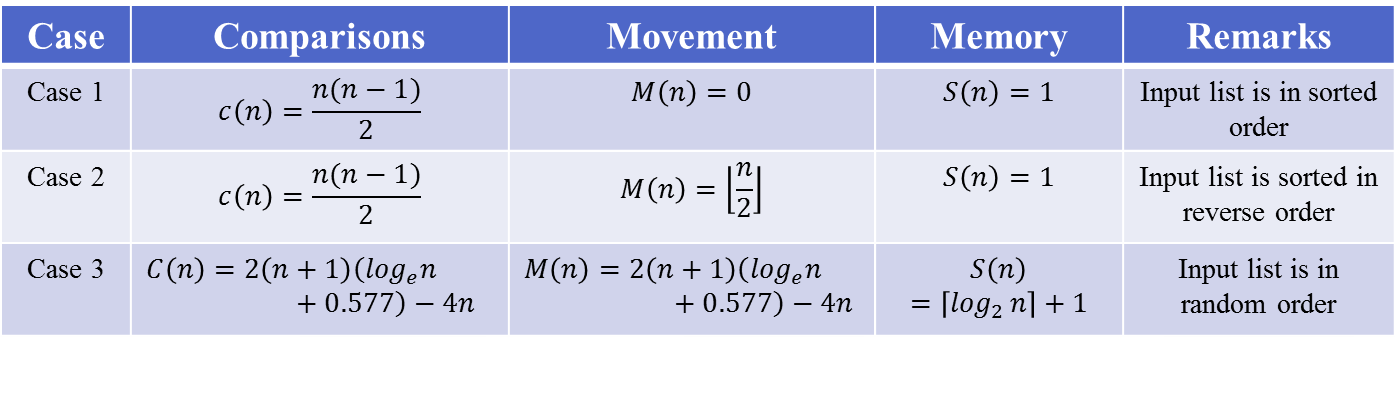 Case Comparisons Movement Memory Remarks
Case 1 c(n) = n(n − 1)/2 M(n) = 0 S(n) = 1 Input list is in sorted
order
Case 2 c(n) = n(n − 1)/2 M(n) = ⌊n/2⌋ S(n) = 1 Input list is sorted in
reverse order
Case 3 C(n) = 2(n + 1)(logₑn M(n) = 2(n + 1)(logₑn S(n) Input list is in
+ 0.577) − 4n + 0.577) − 4n = ⌈log₂ n⌉ + 1 random order